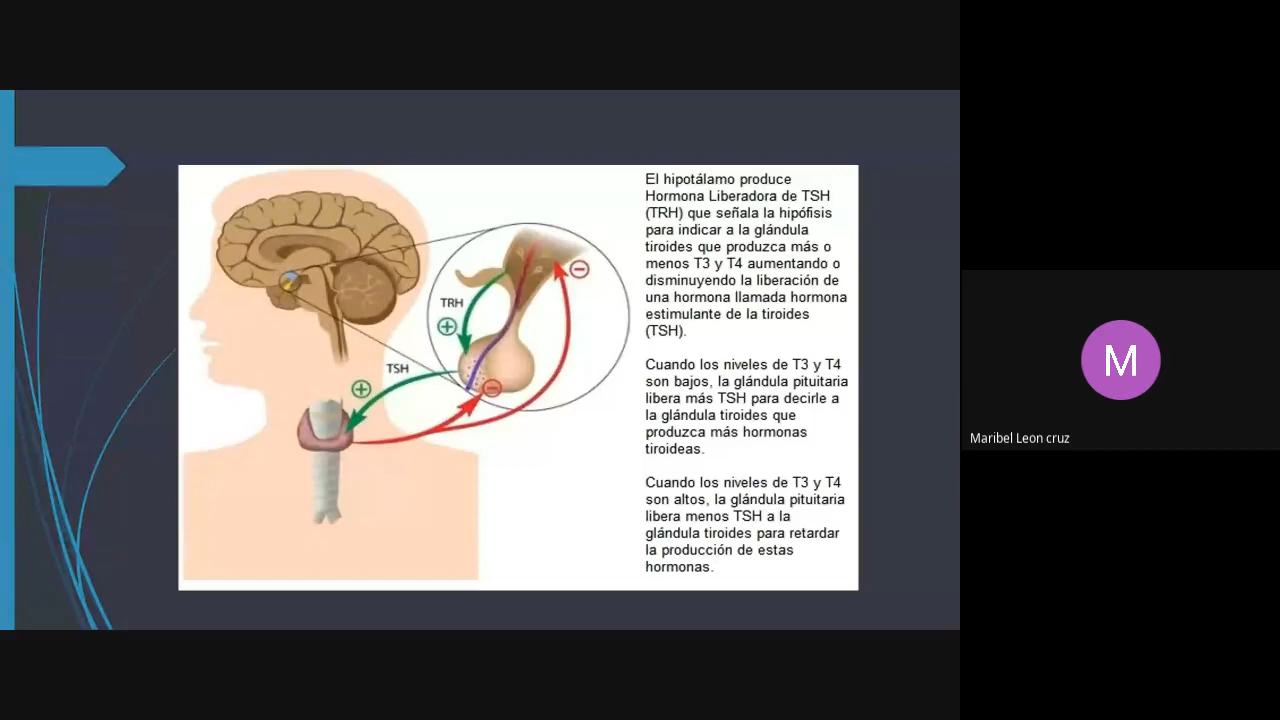 El hipotálamo produce
Hormona Liberadora de TSH
(TRH) que señala la hipófisis
para indicar a la glándula
tiroides que produzca más o
menos T3 y T4 aumentando o
disminuyendo la liberación de
una hormona llamada hormona
estimulante de la tiroides
(TSH).
Cuando los niveles de T3 y T4
son bajos, la glándula pituitaria
libera más TSH para decirle a
la glándula tiroides que
produzca más hormonas
tiroideas.
Cuando los niveles de T3 y T4
son altos, la glándula pituitaria
libera menos TSH a la
glándula tiroides para retardar
la producción de estas
hormonas.
TRH
TSH
M
Maribel Leon cruz